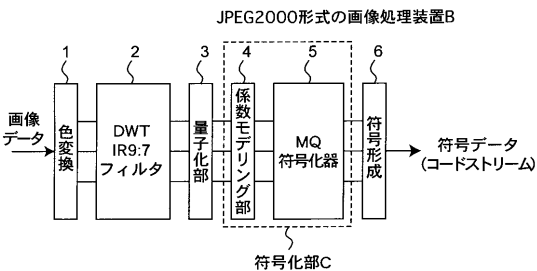 JPEG2000形式の画像処理装置B
1
2
3
4
5
6
画像
データ
色変換
DWT
IR9:7
フィルタ
量子化部
係数モデリング部
MQ
符号化器
符号形成
符号データ
(コードストリーム)
符号化部C